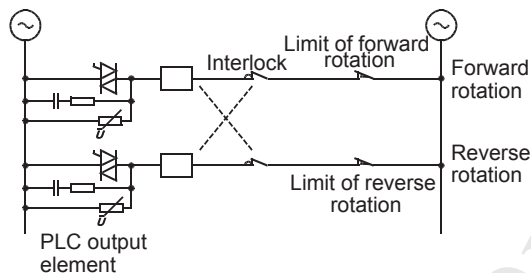 Interlock
Limit of forward
rotation
Forward
rotation
U
Reverse
rotation
Limit of reverse
rotation
U
PLC output
element